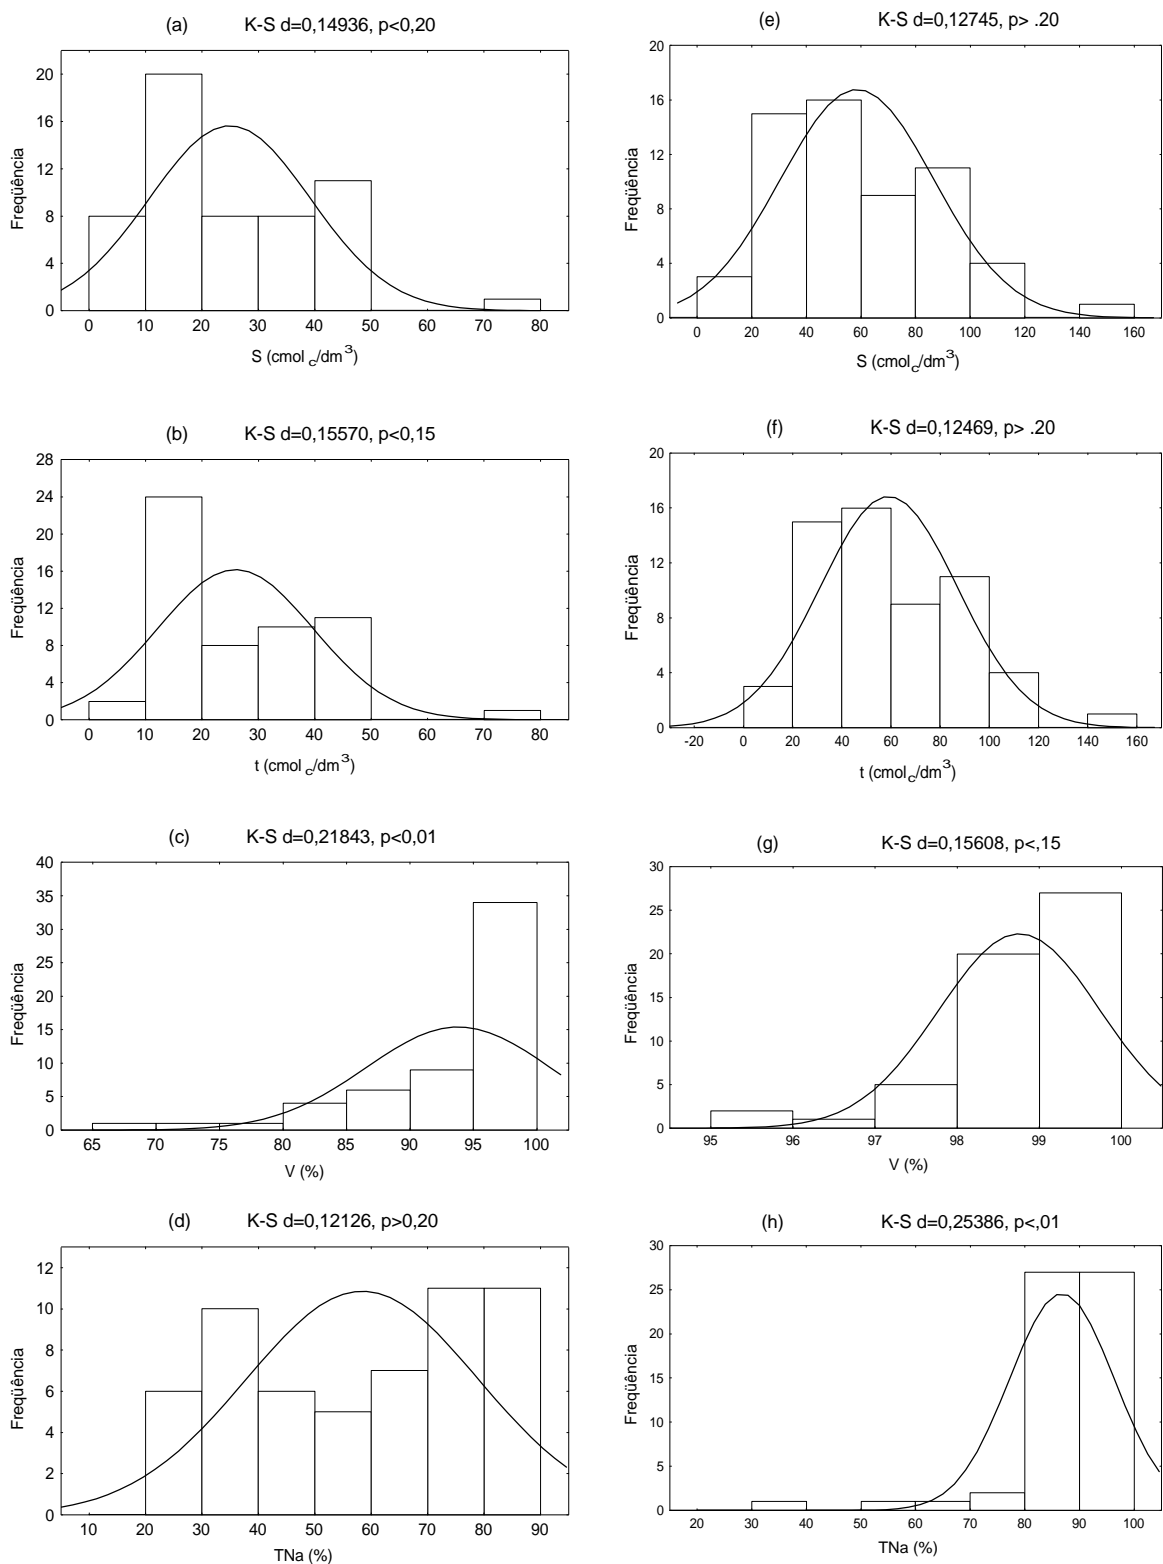 (a) K-S d=0,14936, p<0,20
20
16
12
8
4
0
Freqüência
0 10 20 30 40 50 60 70 80
S (cmolc/dm3)
(e) K-S d=0,12745, p> .20
20
16
12
8
4
0
Freqüência
0 20 40 60 80 100 120 140 160
S (cmolc/dm3)
(b) K-S d=0,15570, p<0,15
28
24
20
16
12
8
4
0
Freqüência
0 10 20 30 40 50 60 70 80
t (cmolc/dm3)
(f) K-S d=0,12469, p> .20
20
16
12
8
4
0
Freqüência
-20 0 20 40 60 80 100 120 140 160
t (cmolc/dm3)
(c) K-S d=0,21843, p<0,01
40
35
30
25
20
15
10
5
0
Freqüência
65 70 75 80 85 90 95 100
V (%)
(g) K-S d=0,15608, p<,15
30
25
20
15
10
5
0
Freqüência
95 96 97 98 99 100
V (%)
(d) K-S d=0,12126, p>0,20
12
10
8
6
4
2
0
Freqüência
10 20 30 40 50 60 70 80 90
TNa (%)
(h) K-S d=0,25386, p<,01
30
25
20
15
10
5
0
Freqüência
20 30 40 50 60 70 80 90 100
TNa (%)